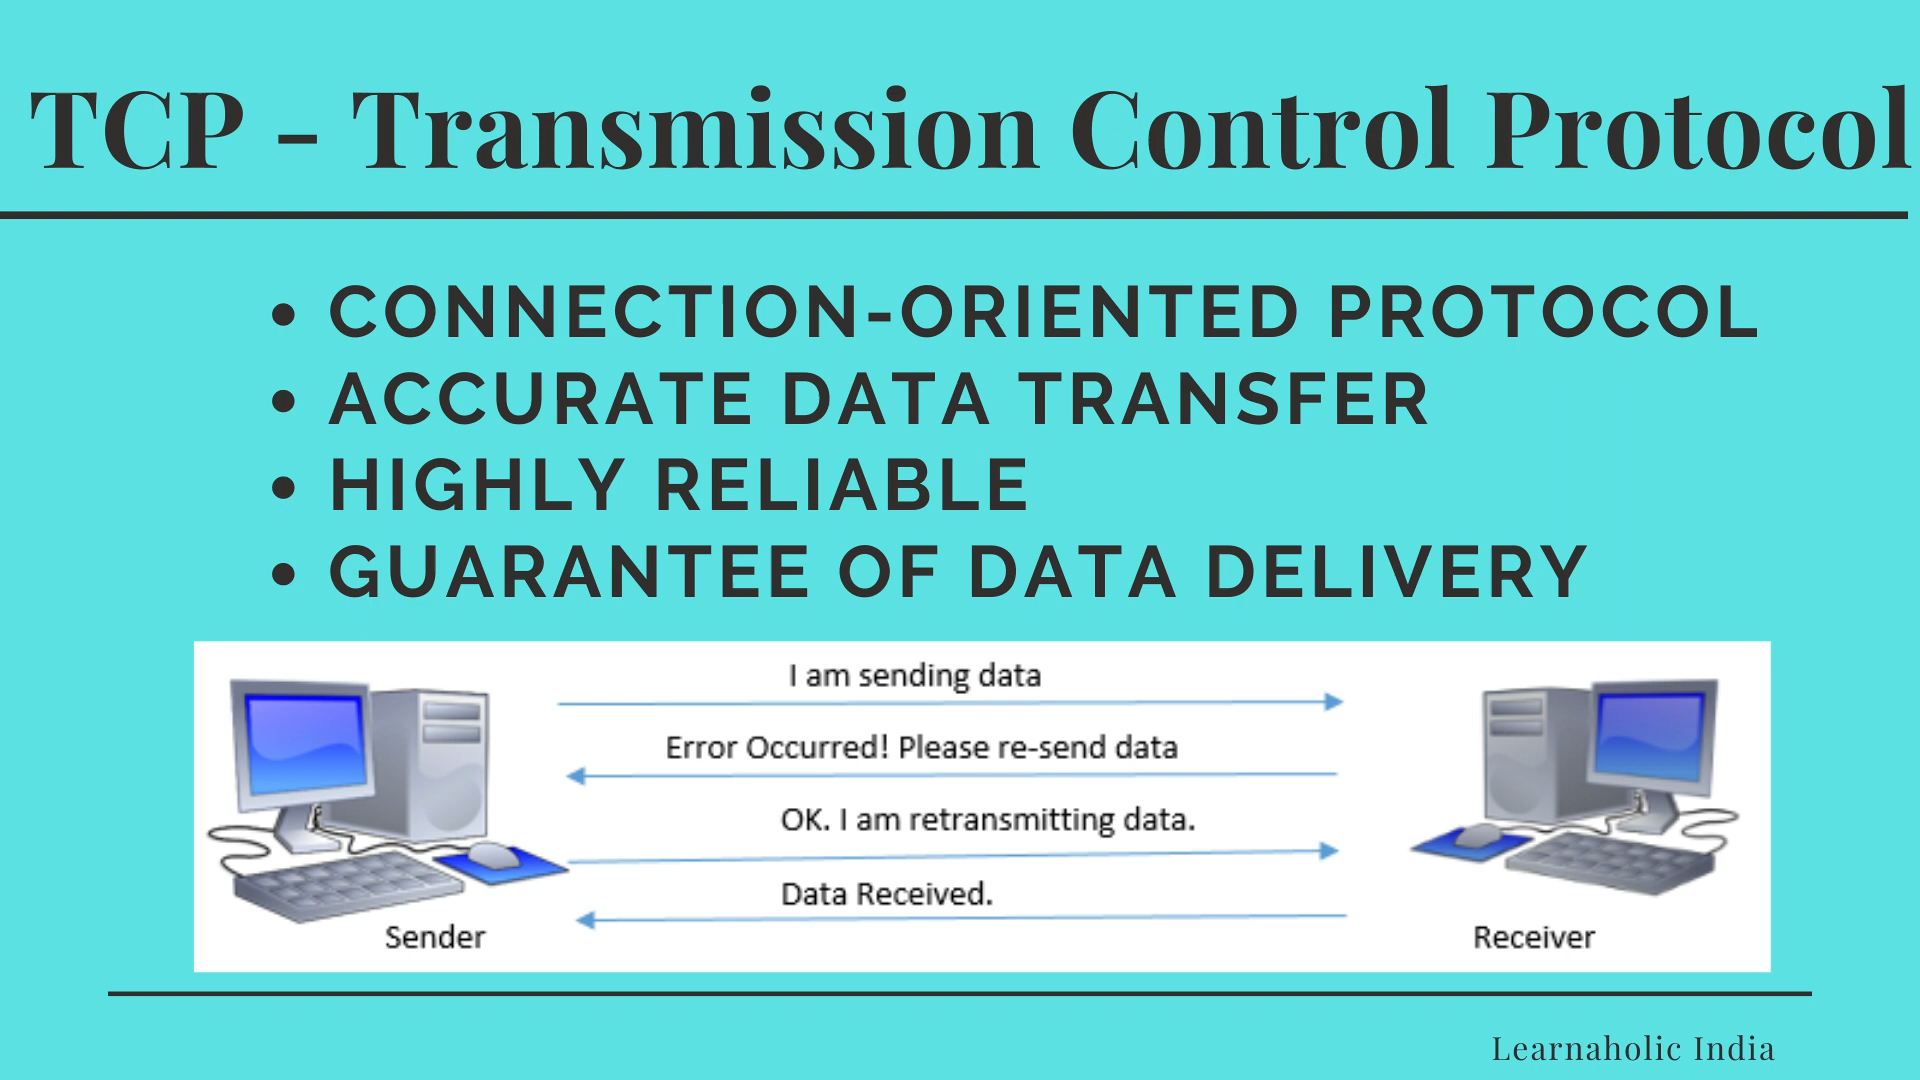 TCP - Transmission Control Protocol
• CONNECTION-ORIENTED PROTOCOL
• ACCURATE DATA TRANSFER
• HIGHLY RELIABLE
• GUARANTEE OF DATA DELIVERY
I am sending data
Error Occurred! Please re-send data
OK. I am retransmitting data.
Data Received.
Sender
Receiver
Learnaholic India